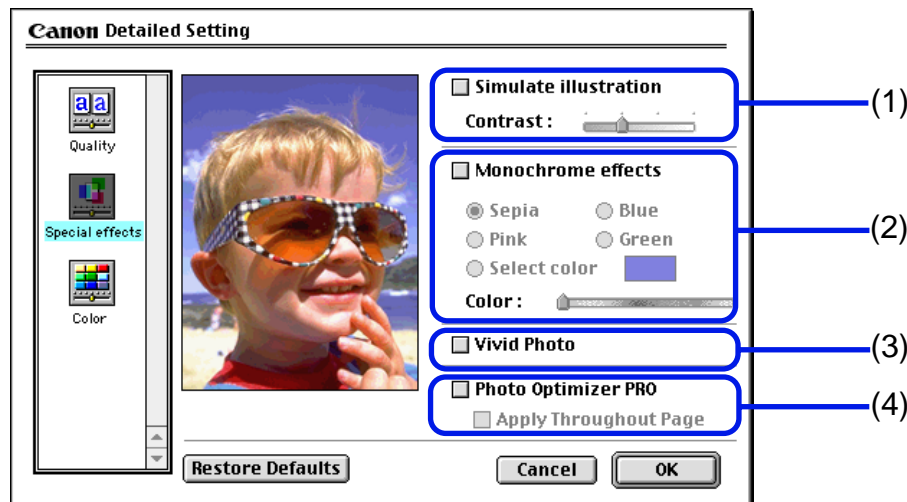 Canon Detailed Setting
Quality
Special effects
Color
Simulate illustration
Contrast :
(1)
Monochrome effects
Sepia
Blue
Pink
Green
Select color
Color :
(2)
Vivid Photo
(3)
Photo Optimizer PRO
Apply Throughout Page
(4)
Restore Defaults
Cancel
OK